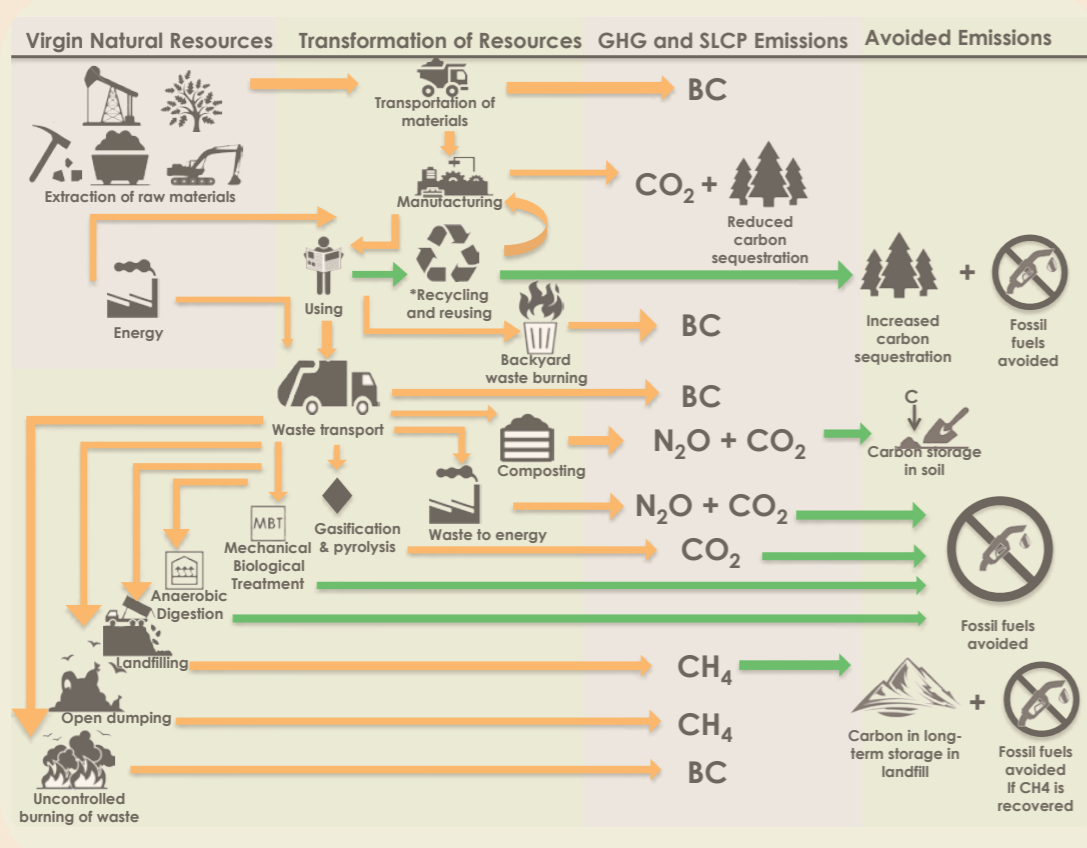 Virgin Natural Resources
Transformation of Resources
GHG and SLCP Emissions
Avoided Emissions
Transportation of
materials
BC
Extraction of raw materials
Manufacturing
CO₂ +
Reduced
carbon
sequestration
Energy
Using
*Recycling
and reusing
+
Increased
carbon
sequestration
Fossil
fuels
avoided
Backyard
waste burning
BC
Waste transport
BC
Composting
N₂O + CO₂
C
Carbon storage
in soil
Waste to energy
N₂O + CO₂
Gasification
& pyrolysis
CO₂
MBT
Mechanical
Biological
Treatment
Anaerobic
Digestion
Fossil fuels
avoided
Landfilling
CH₄
+
Carbon in long-
term storage in
landfill
Fossil fuels
avoided
If CH4 is
recovered
Open dumping
CH₄
Uncontrolled
burning of waste
BC